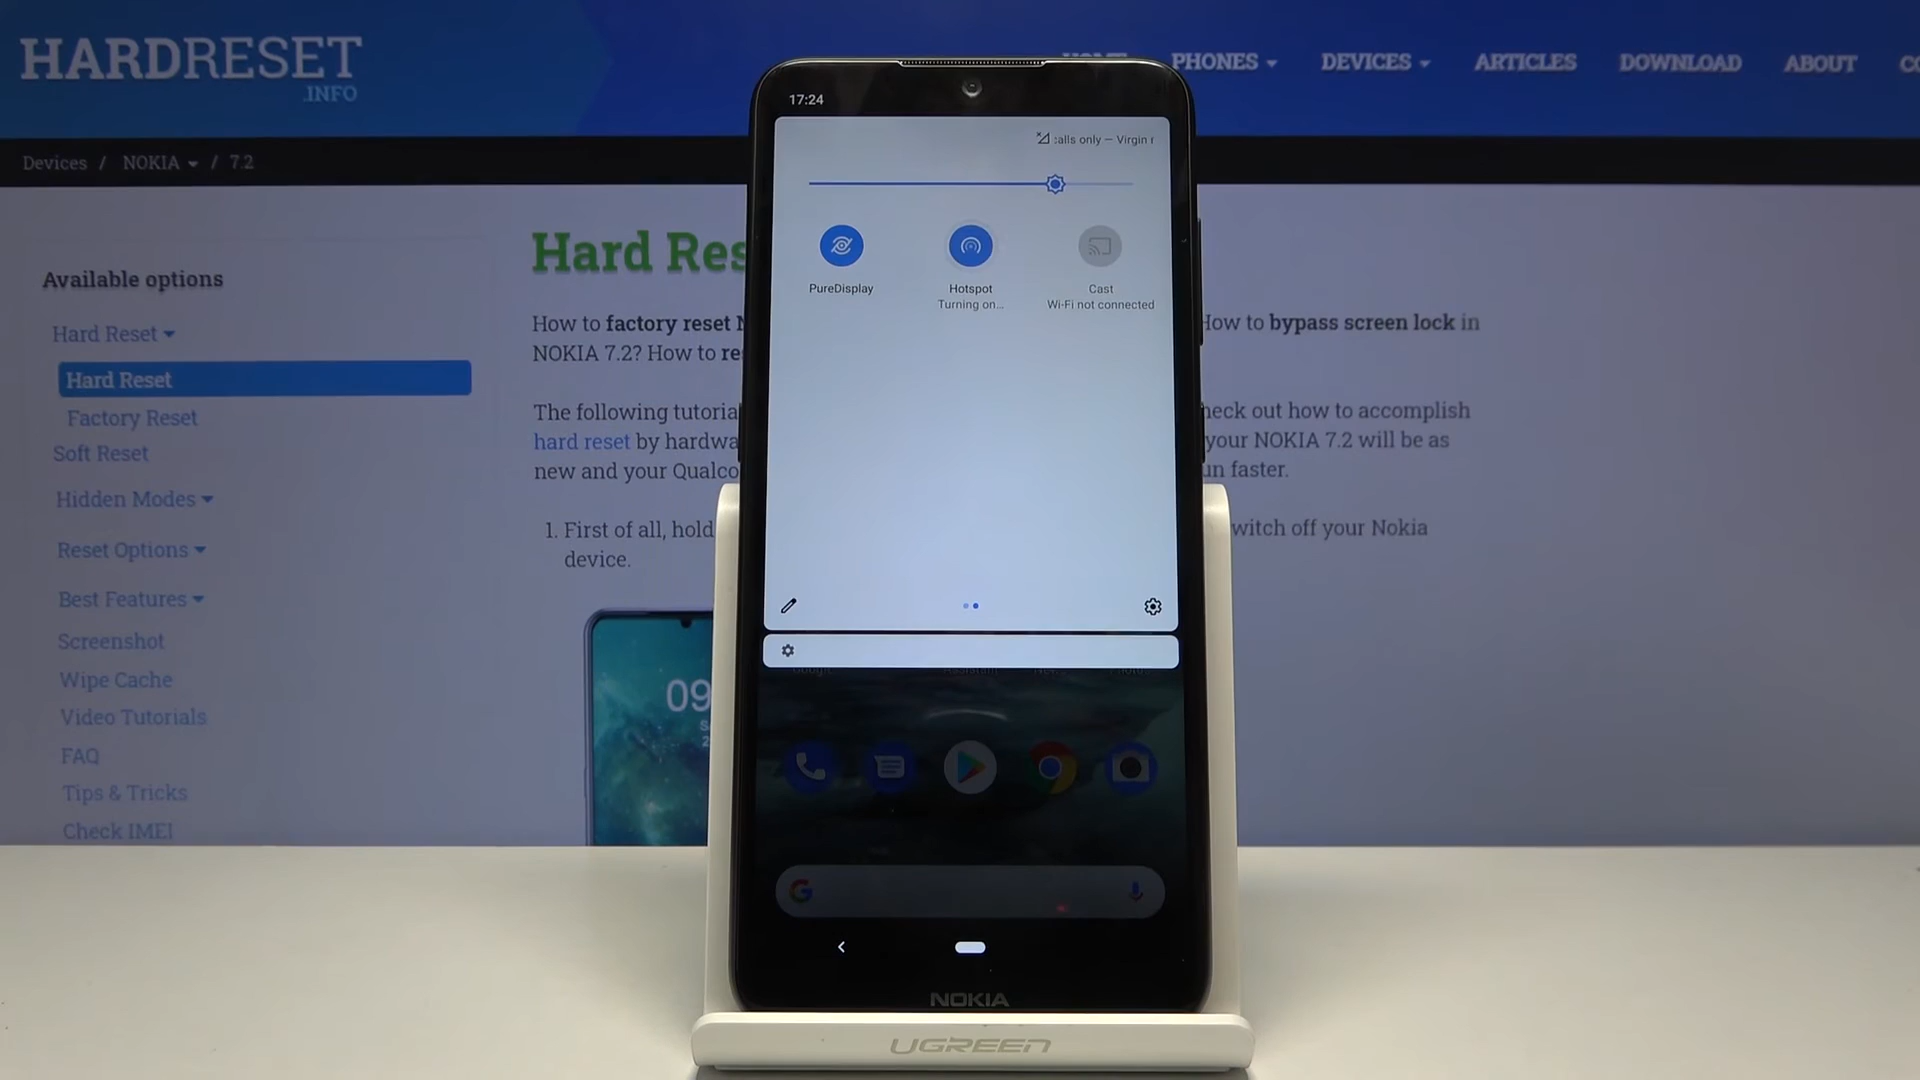 HARDRESET
.INFO
PHONES
DEVICES
ARTICLES
DOWNLOAD
ABOUT
Devices / NOKIA / 7.2
17:24
calls only — Virgin
PureDisplay
Hotspot
Turning on...
Cast
Wi-Fi not connected
Available options
Hard Reset
Hard Reset
Factory Reset
Soft Reset
Hidden Modes
Reset Options
Best Features
Screenshot
Wipe Cache
Video Tutorials
FAQ
Tips & Tricks
Check IMEI
Hard Res
How to factory reset
How to bypass screen lock in
NOKIA 7.2? How to re
The following tutoria
heck out how to accomplish
hard reset by hardwa
your NOKIA 7.2 will be as
new and your Qualco
un faster.
1. First of all, hold
witch off your Nokia
device.
09
G
NOKIA
UGREEN